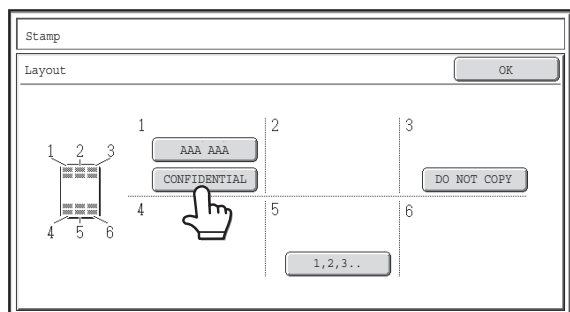 Stamp
Layout
OK
1 2 3
4 5 6
1
AAA AAA
CONFIDENTIAL
2
3
DO NOT COPY
4
5
1,2,3..
6